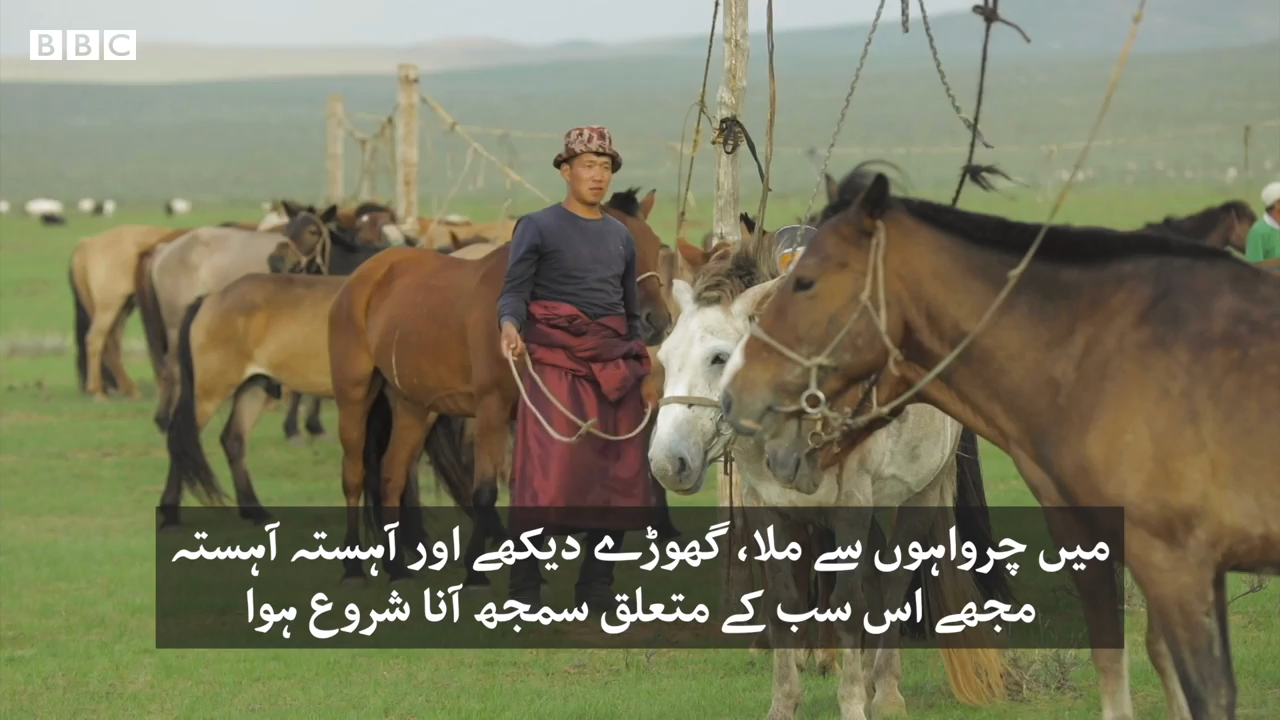 BBC
میں چرواہوں سے ملا، گھوڑے دیکھے اور آہستہ آہستہ
مجھے اس سب کے متعلق سمجھ آنا شروع ہوا